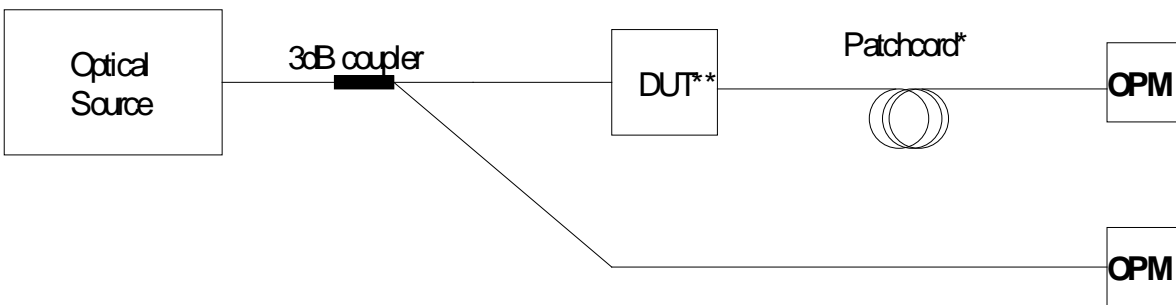 Optical
Source
3dB coupler
DUT**
Patchcord*
OPM
OPM